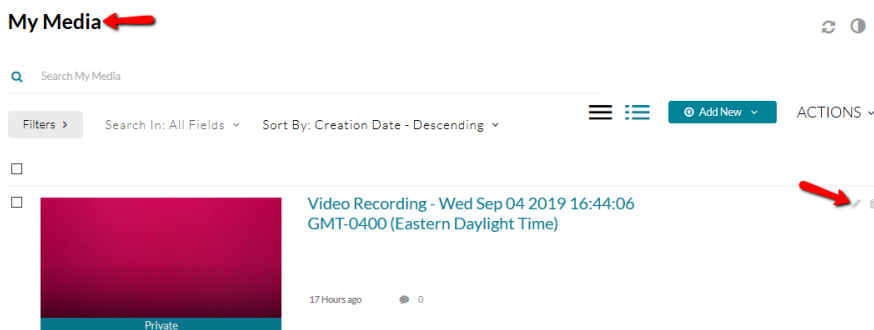 My Media
Search My Media
Add New
ACTIONS
Filters >
Search In: All Fields
Sort By: Creation Date - Descending
Video Recording - Wed Sep 04 2019 16:44:06
GMT-0400 (Eastern Daylight Time)
17 Hours ago
0
Private